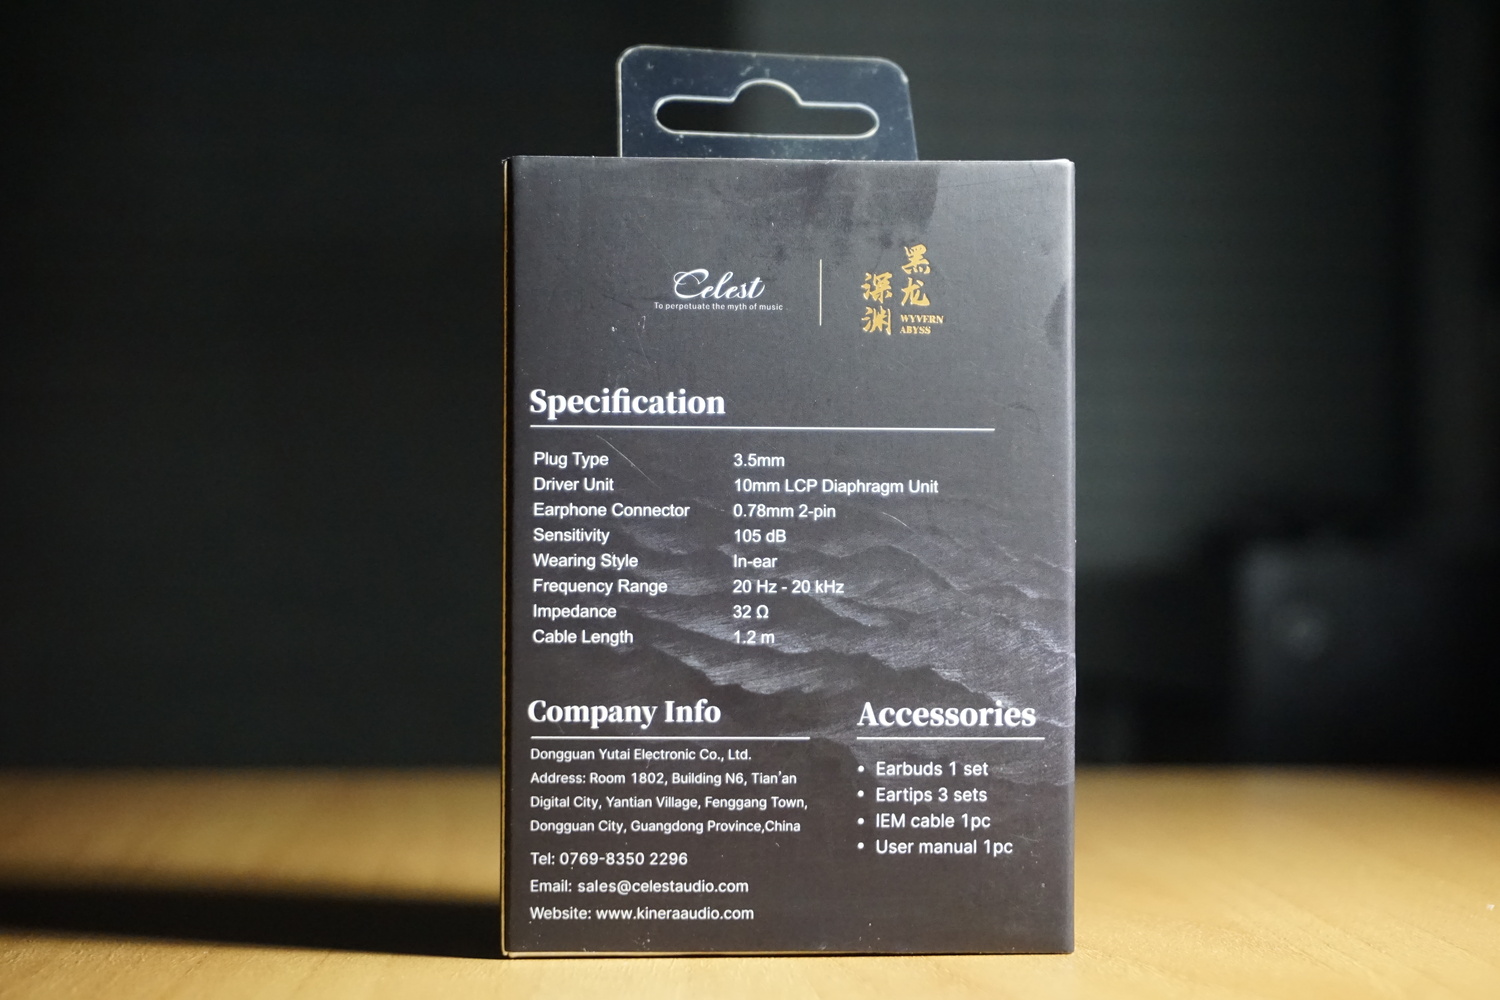 Celest
To perpetuate the myth of music
黑龙
深渊
WYVERN
ABYSS
Specification
Plug Type 3.5mm
Driver Unit 10mm LCP Diaphragm Unit
Earphone Connector 0.78mm 2-pin
Sensitivity 105 dB
Wearing Style In-ear
Frequency Range 20 Hz - 20 kHz
Impedance 32 Ω
Cable Length 1.2 m
Company Info
Dongguan Yutai Electronic Co., Ltd.
Address: Room 1802, Building N6, Tian'an
Digital City, Yantian Village, Fenggang Town,
Dongguan City, Guangdong Province,China
Tel: 0769-8350 2296
Email: sales@celestaudio.com
Website: www.kineraaudio.com
Accessories
• Earbuds 1 set
• Eartips 3 sets
• IEM cable 1pc
• User manual 1pc